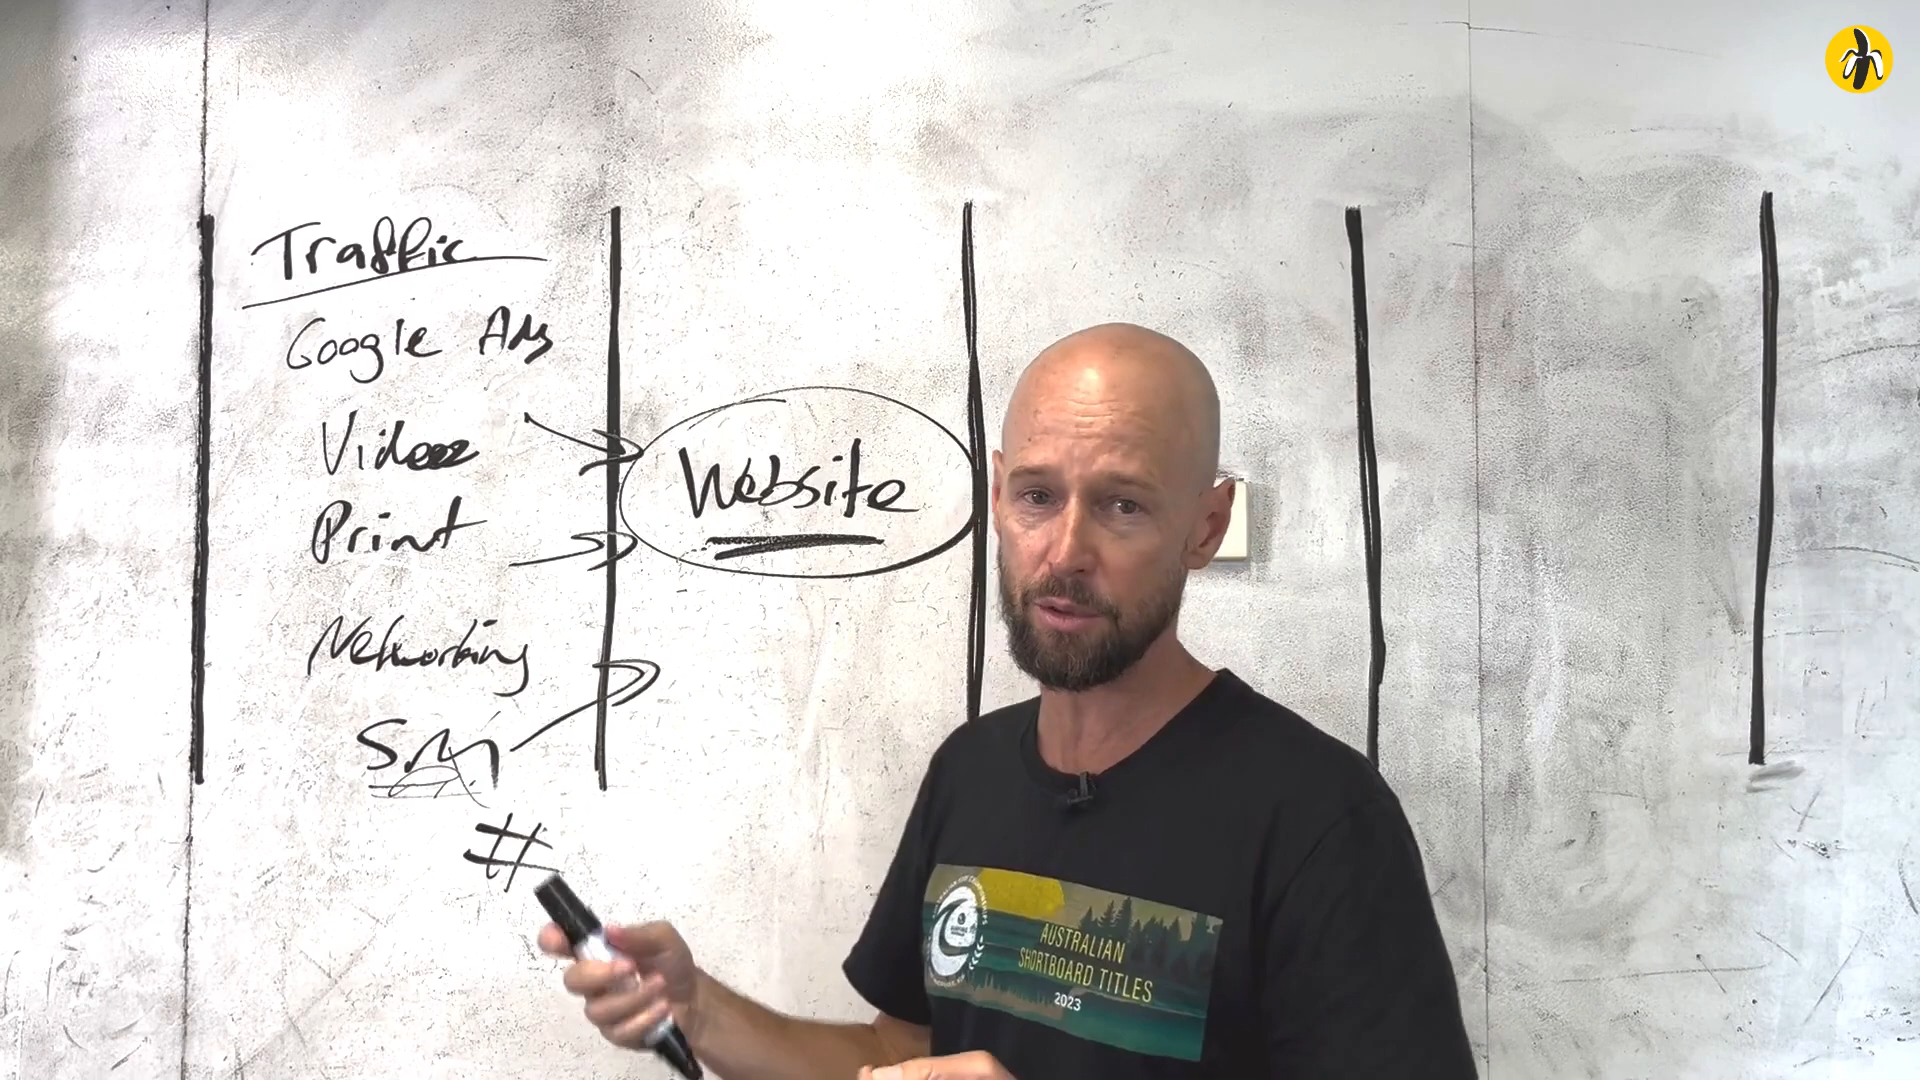 Traffic
Google Ads
Videos
Print
Networking
SM
#
Website
AUSTRALIAN
SHORTBOARD TITLES
2023